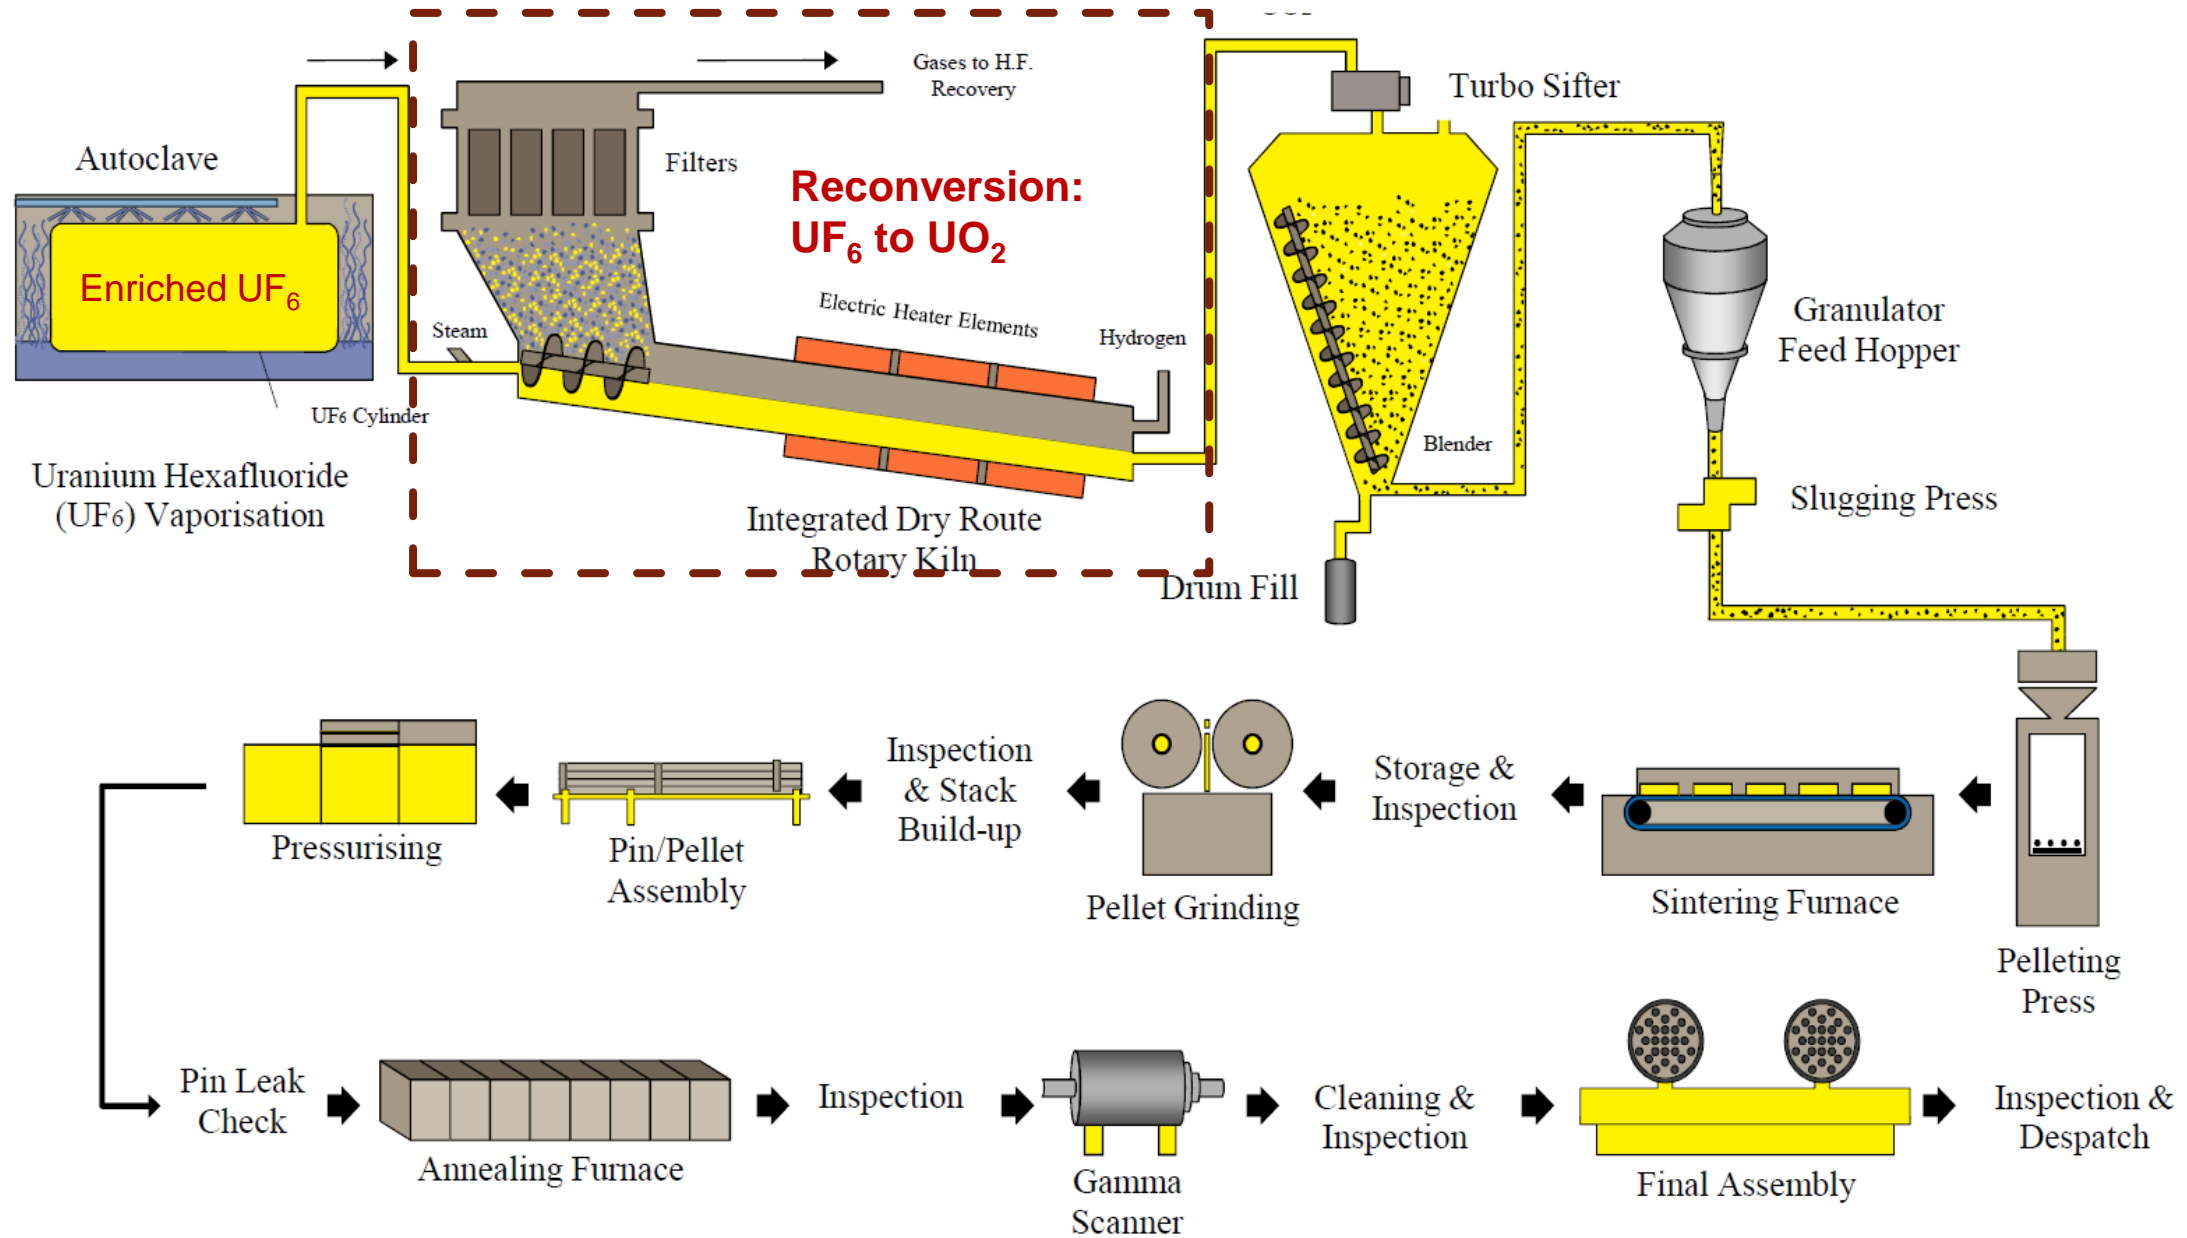 Gases to H.F.
Recovery
Turbo Sifter
Autoclave
Filters
Reconversion:
UF6 to UO2
Enriched UF6
Electric Heater Elements
Steam
Hydrogen
Granulator
Feed Hopper
UF6 Cylinder
Blender
Uranium Hexafluoride
(UF6) Vaporisation
Slugging Press
Integrated Dry Route
Rotary Kiln
Drum Fill
Inspection
& Stack
Build-up
Storage &
Inspection
Pressurising
Pin/Pellet
Assembly
Pellet Grinding
Sintering Furnace
Pelleting
Press
Pin Leak
Check
Inspection
Cleaning &
Inspection
Inspection &
Despatch
Annealing Furnace
Gamma
Scanner
Final Assembly